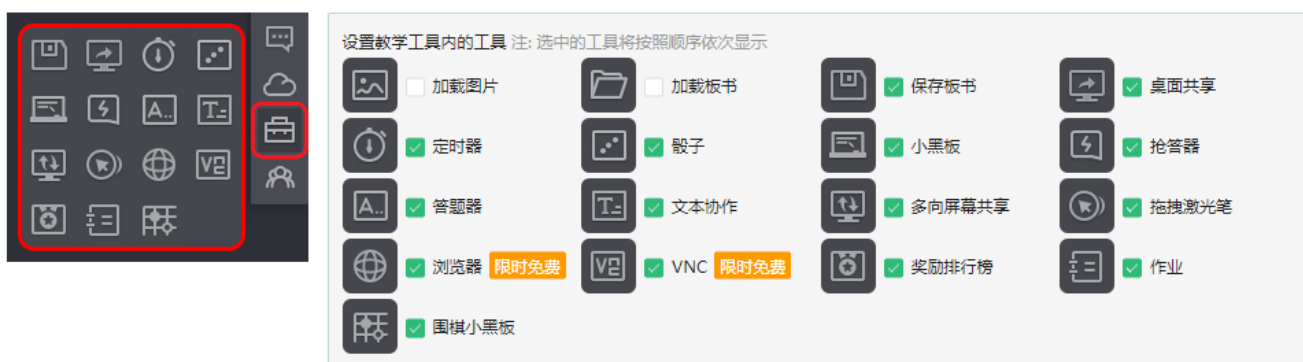 设置教学工具内的工具 注: 选中的工具将按照顺序依次显示
加载图片 加载板书 保存板书 桌面共享
定时器 骰子 小黑板 抢答器
A.. 答题器 T= 文本协作 多向屏幕共享 拖拽激光笔
浏览器 限时免费 V2 VNC 限时免费 奖励排行榜 作业
围棋小黑板
A.. T=
V2